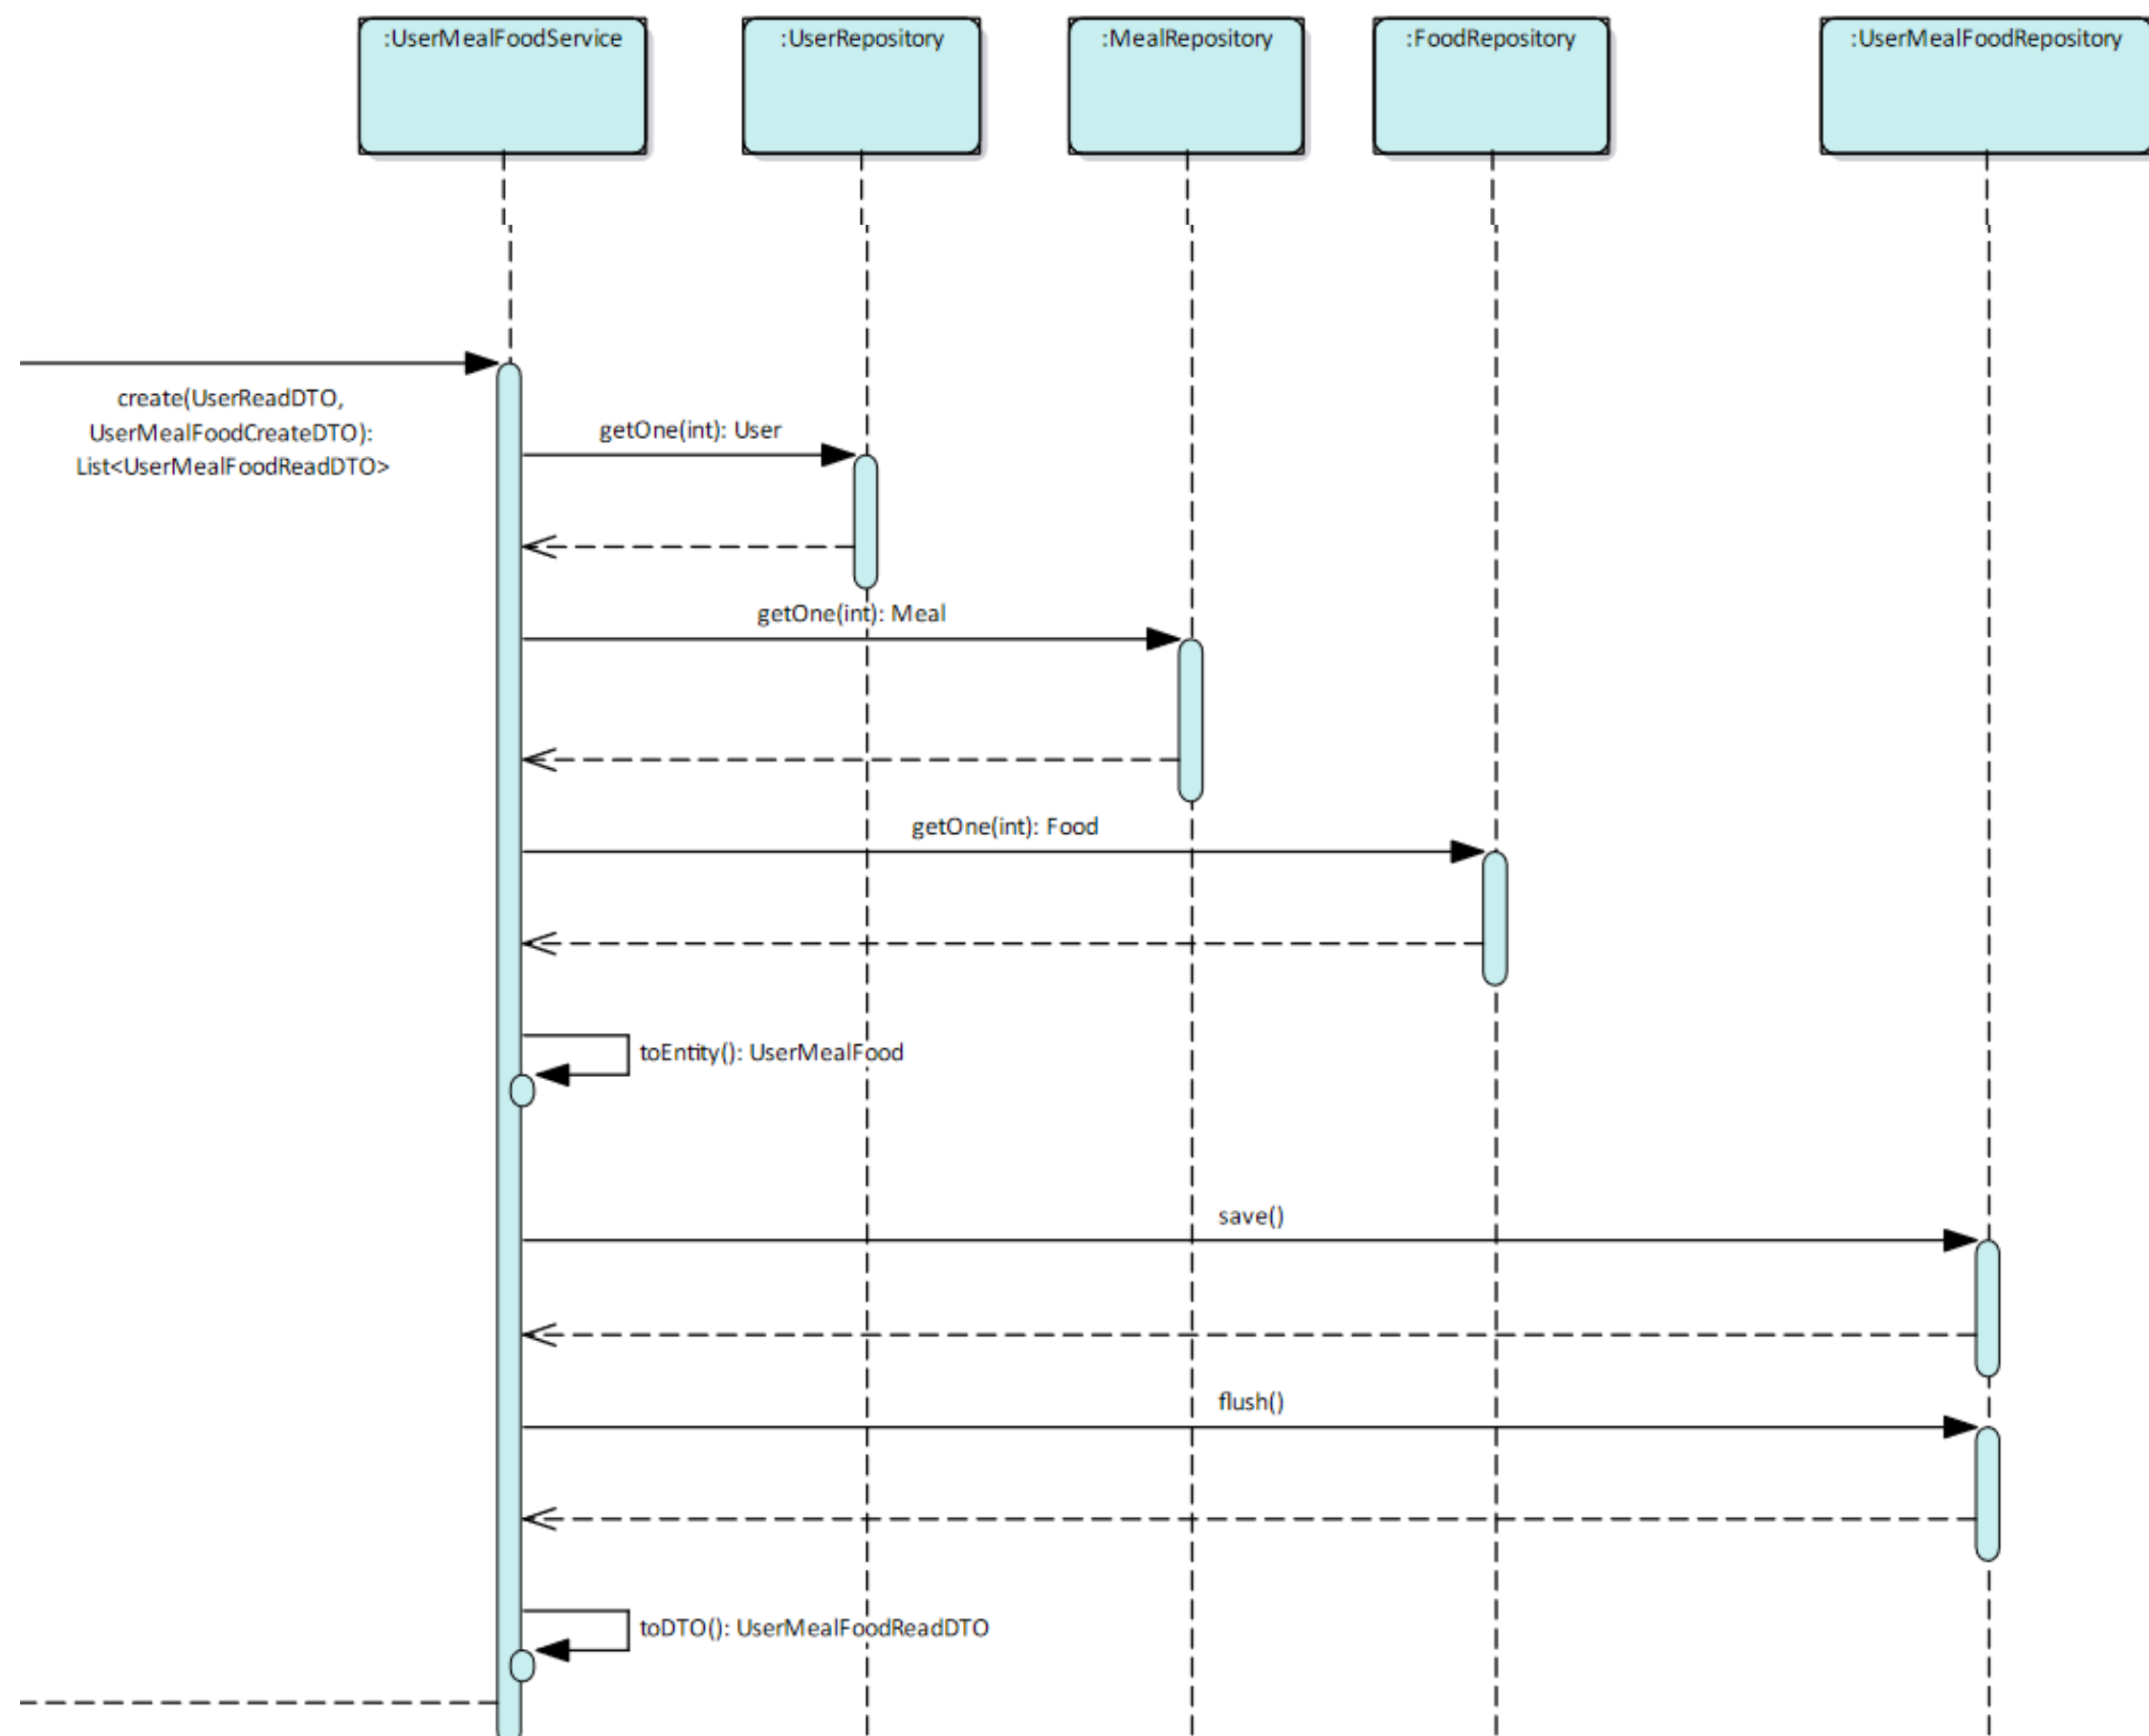 :UserMealFoodService
:UserRepository
:MealRepository
:FoodRepository
:UserMealFoodRepository
create(UserReadDTO,
UserMealFoodCreateDTO):
List<UserMealFoodReadDTO>
getOne(int): User
getOne(int): Meal
getOne(int): Food
toEntity(): UserMealFood
save()
flush()
toDTO(): UserMealFoodReadDTO